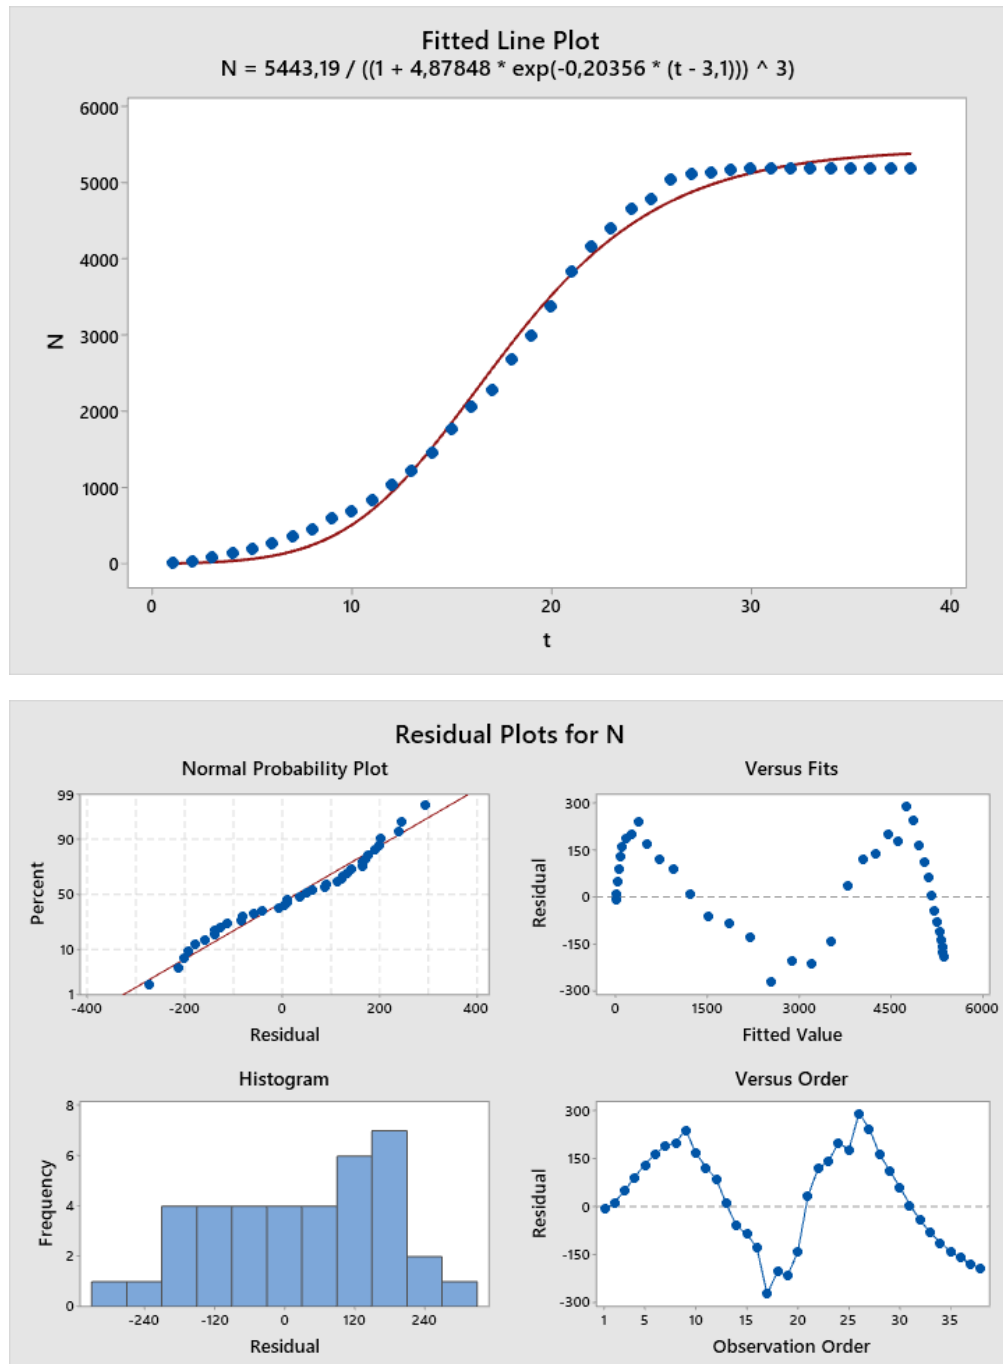 Fitted Line Plot
N = 5443,19 / ((1 + 4,87848 * exp(-0,20356 * (t - 3,1))) ^ 3)
6000
5000
4000
3000
2000
1000
0
N
0 10 20 30 40
t
Residual Plots for N
Normal Probability Plot
99
90
50
10
1
Percent
-400 -200 0 200 400
Residual
Versus Fits
300
150
0
-150
-300
Residual
0 1500 3000 4500 6000
Fitted Value
Histogram
8
6
4
2
0
Frequency
-240 -120 0 120 240
Residual
Versus Order
300
150
0
-150
-300
Residual
1 5 10 15 20 25 30 35
Observation Order